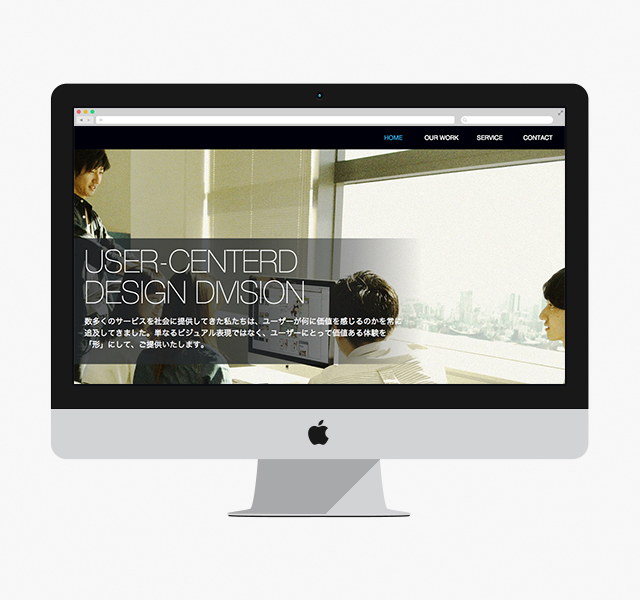 HOME OUR WORK SERVICE CONTACT
USER-CENTERD
DESIGN DIVISION
数多くのサービスを社会に提供してきた私たちは、ユーザーが何に価値を感じるのかを常に
追及してきました。単なるビジュアル表現ではなく、ユーザーにとって価値ある体験を
「形」にして、ご提供いたします。